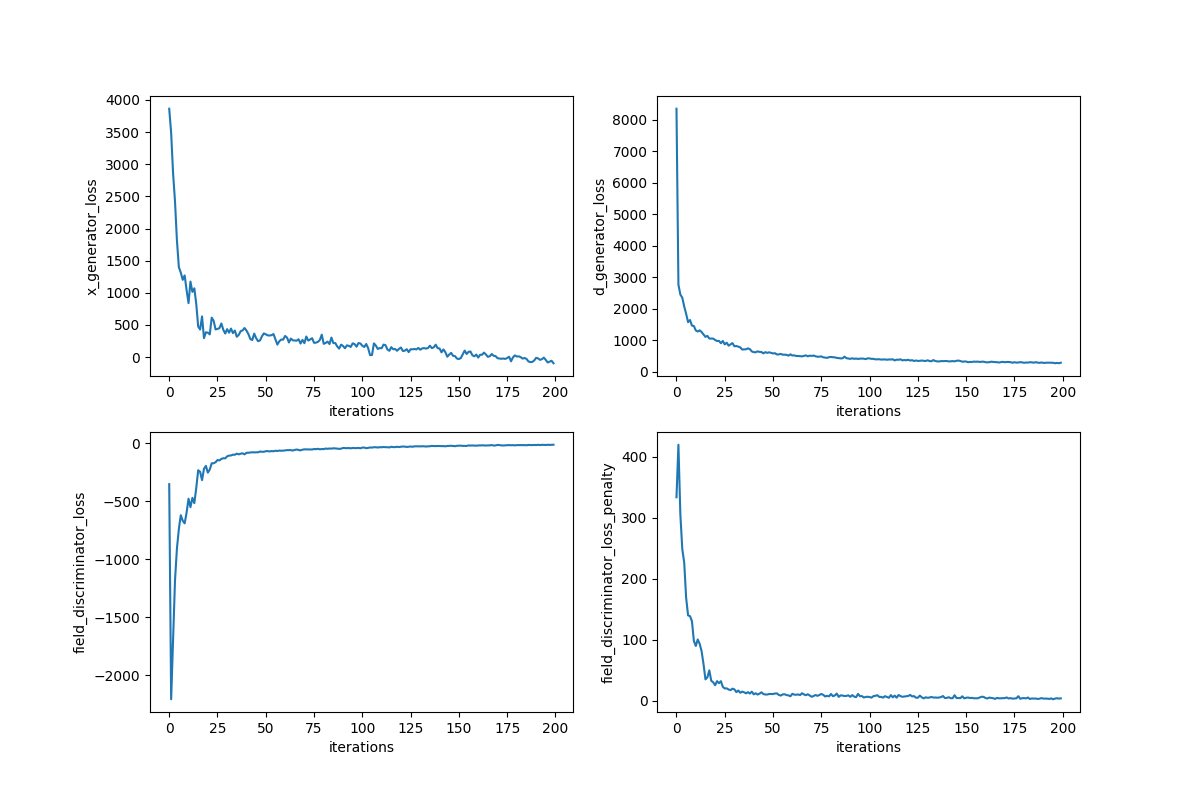 x_generator_loss
4000
3500
3000
2500
2000
1500
1000
500
0
0 25 50 75 100 125 150 175 200
iterations
d_generator_loss
8000
7000
6000
5000
4000
3000
2000
1000
0
0 25 50 75 100 125 150 175 200
iterations
field_discriminator_loss
0
−500
−1000
−1500
−2000
0 25 50 75 100 125 150 175 200
iterations
field_discriminator_loss_penalty
400
300
200
100
0
0 25 50 75 100 125 150 175 200
iterations